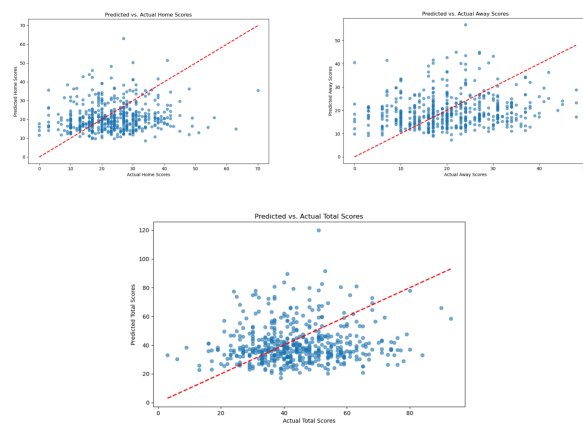 Predicted vs. Actual Home Scores
Predicted Home Scores
70
60
50
40
30
20
10
0
0 10 20 30 40 50 60 70
Actual Home Scores
Predicted vs. Actual Away Scores
Predicted Away Scores
50
40
30
20
10
0
0 10 20 30 40
Actual Away Scores
Predicted vs. Actual Total Scores
Predicted Total Scores
120
100
80
60
40
20
0
0 20 40 60 80
Actual Total Scores